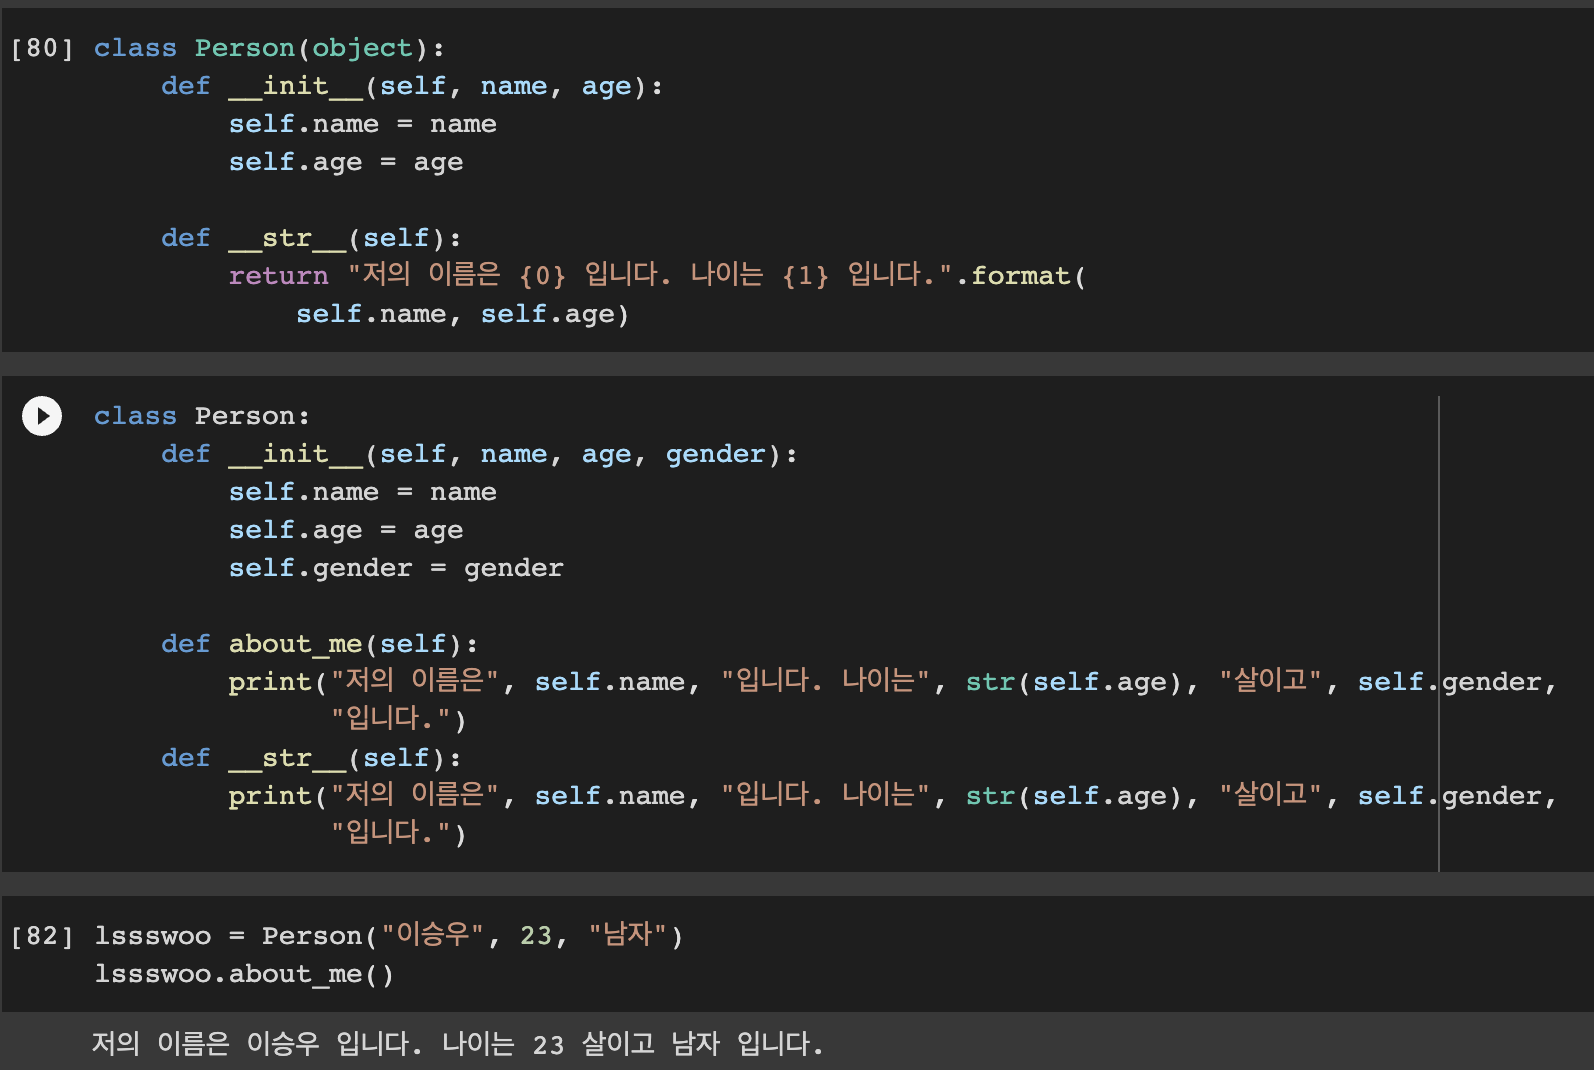 [80] class Person(object):
    def __init__(self, name, age):
        self.name = name
        self.age = age

    def __str__(self):
        return "저의 이름은 {0} 입니다. 나이는 {1} 입니다.".format(
            self.name, self.age)

class Person:
    def __init__(self, name, age, gender):
        self.name = name
        self.age = age
        self.gender = gender

    def about_me(self):
        print("저의 이름은", self.name, "입니다. 나이는", str(self.age), "살이고", self.gender,
              "입니다.")
    def __str__(self):
        print("저의 이름은", self.name, "입니다. 나이는", str(self.age), "살이고", self.gender,
              "입니다.")

[82] lssswoo = Person("이승우", 23, "남자")
lssswoo.about_me()

저의 이름은 이승우 입니다. 나이는 23 살이고 남자 입니다.